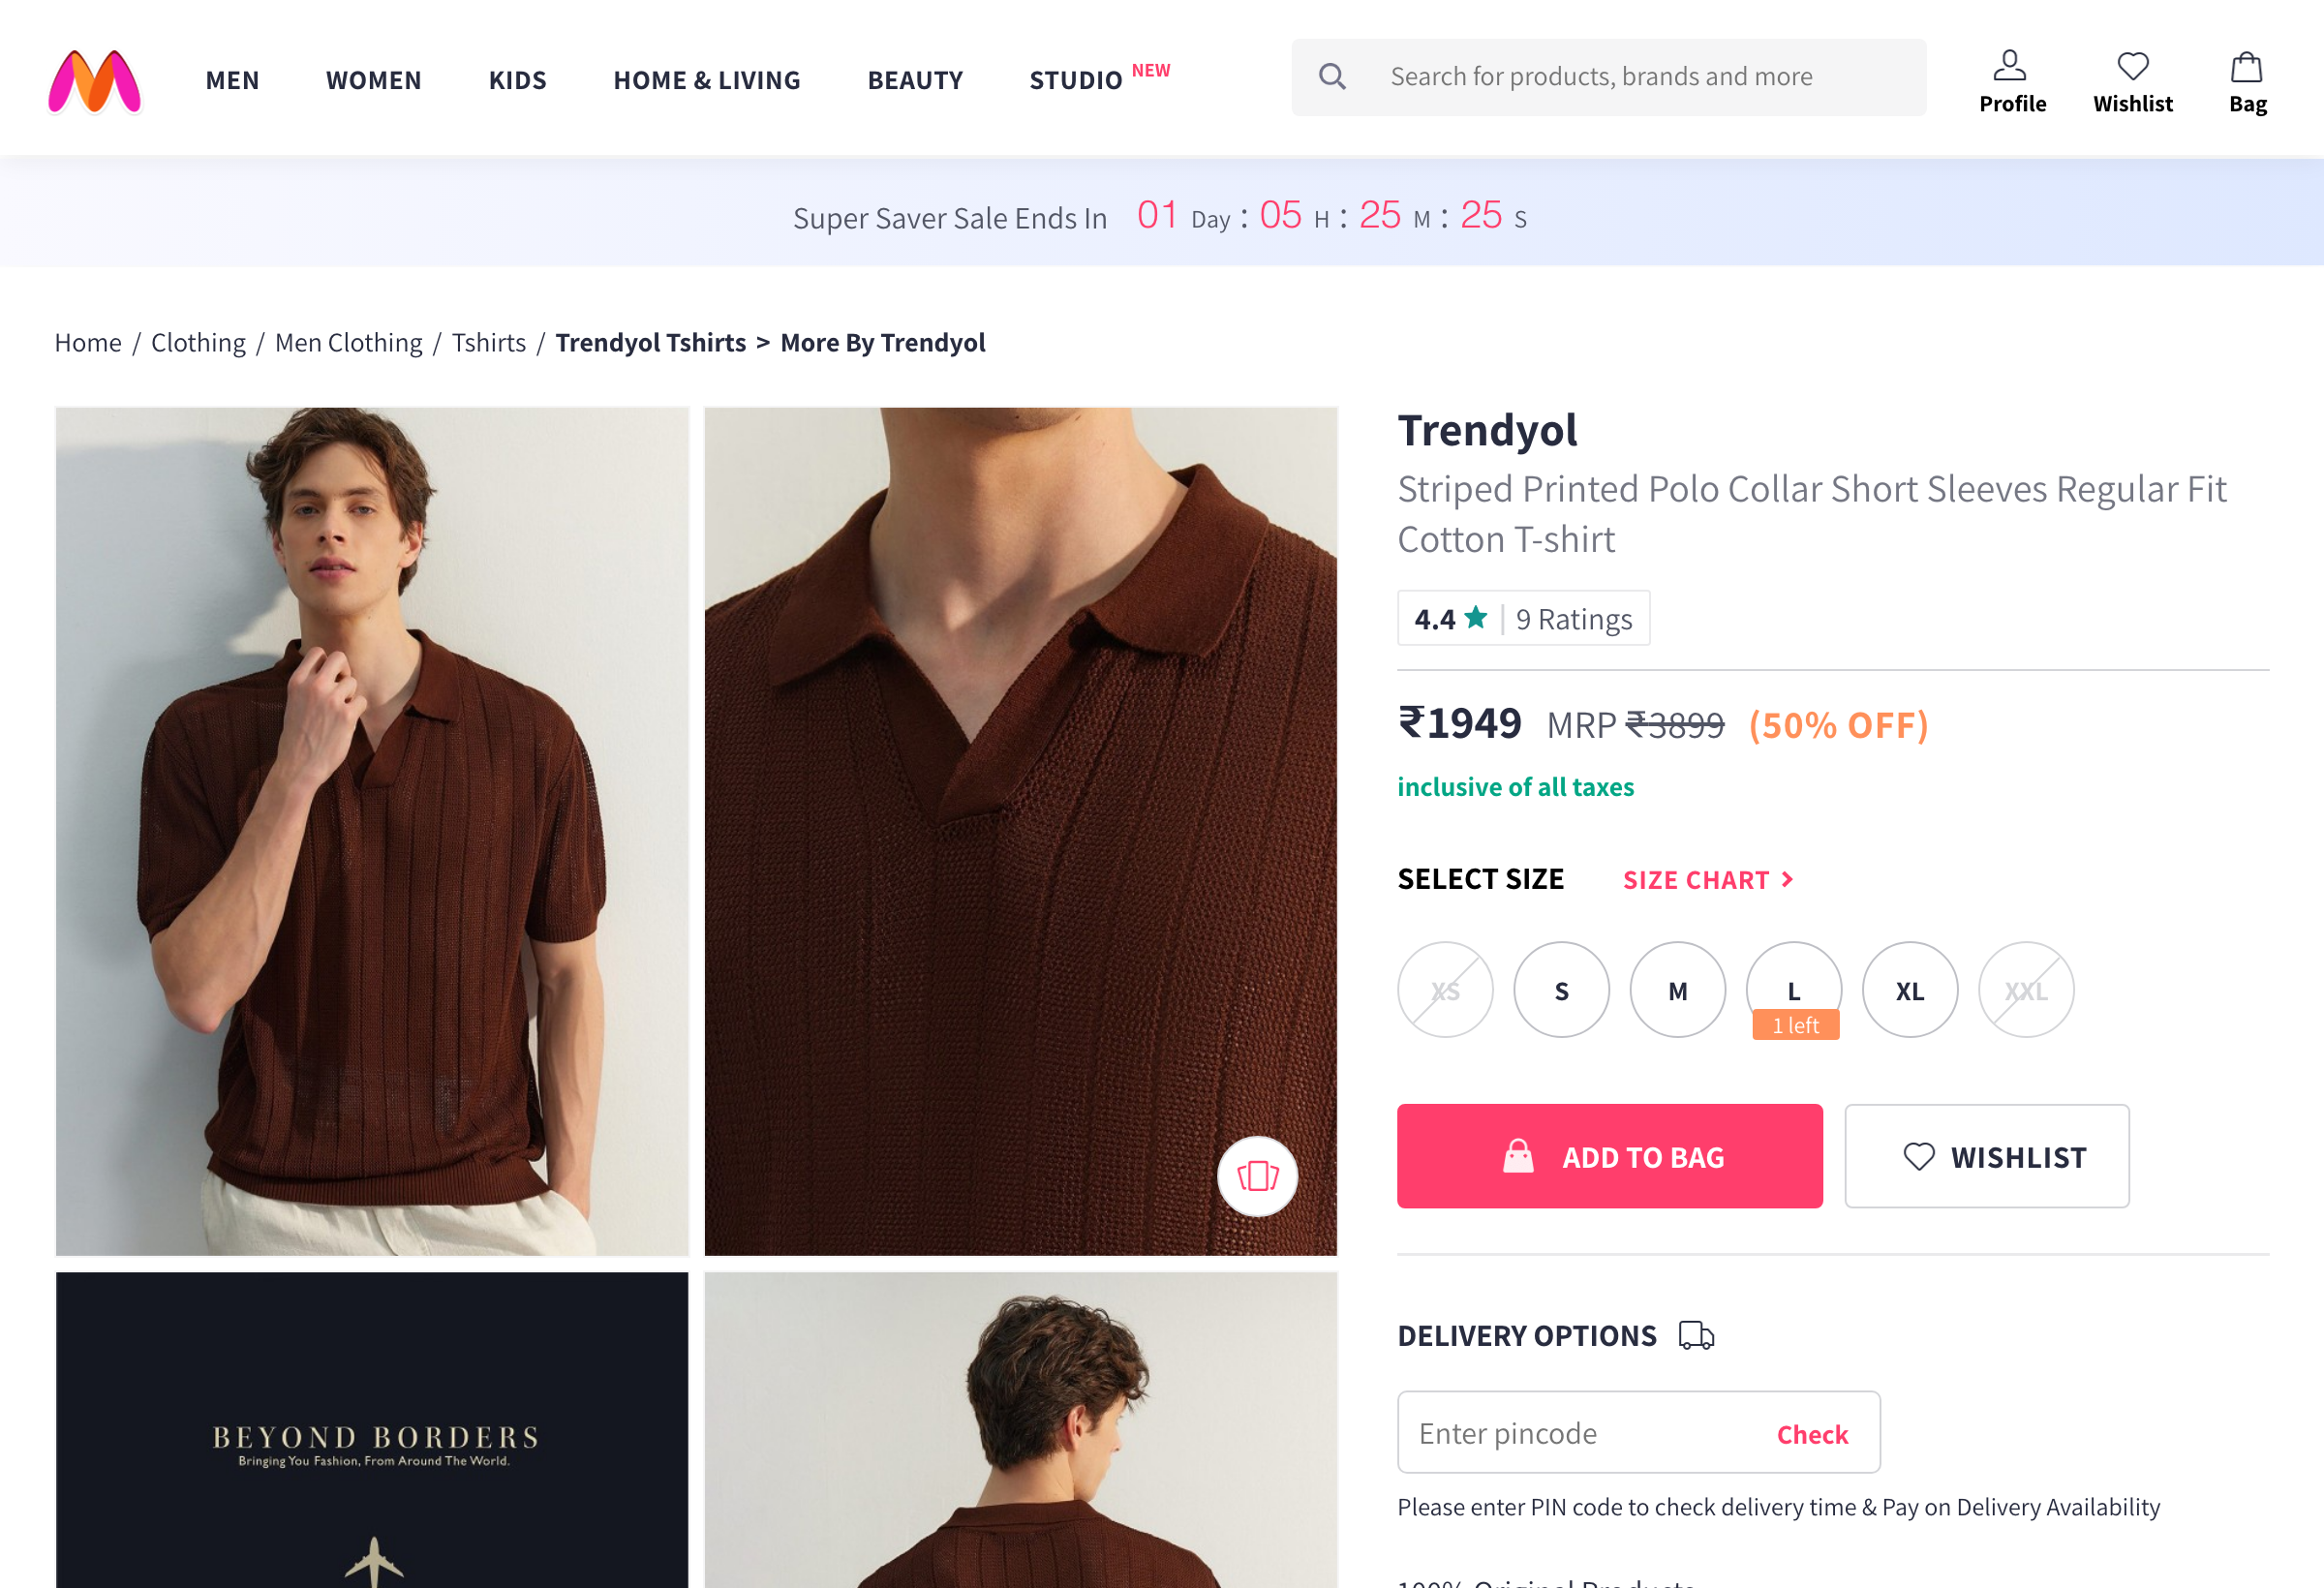 MEN WOMEN KIDS HOME & LIVING BEAUTY STUDIO NEW
Search for products, brands and more
Profile Wishlist Bag
Super Saver Sale Ends In 01 Day : 05 H : 25 M : 25 S
Home / Clothing / Men Clothing / Tshirts / Trendyol Tshirts > More By Trendyol
Trendyol
Striped Printed Polo Collar Short Sleeves Regular Fit
Cotton T-shirt
4.4 | 9 Ratings
₹1949 MRP ₹3899 (50% OFF)
inclusive of all taxes
SELECT SIZE SIZE CHART >
XS S M L XL XXL
1 left
ADD TO BAG WISHLIST
DELIVERY OPTIONS
Enter pincode Check
Please enter PIN code to check delivery time & Pay on Delivery Availability
100% Original Products
BEYOND BORDERS
Bringing You Fashion, From Around The World.